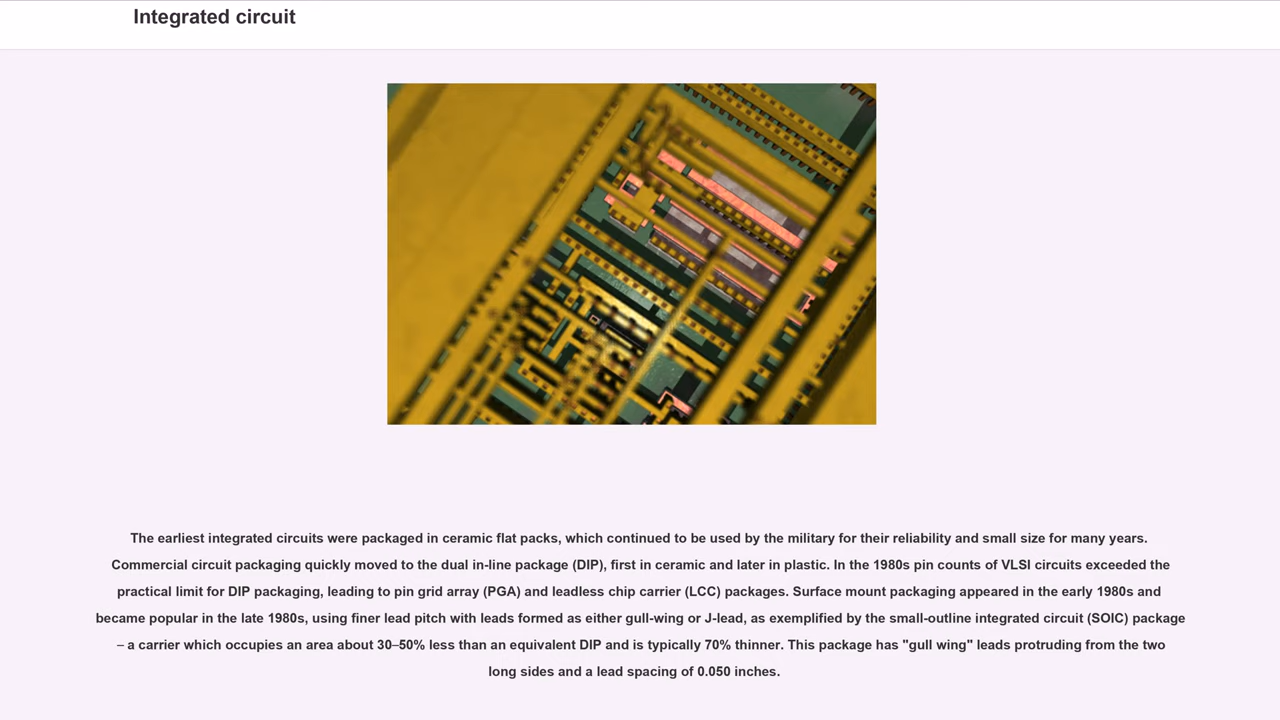 Integrated circuit
The earliest integrated circuits were packaged in ceramic flat packs, which continued to be used by the military for their reliability and small size for many years.
Commercial circuit packaging quickly moved to the dual in-line package (DIP), first in ceramic and later in plastic. In the 1980s pin counts of VLSI circuits exceeded the
practical limit for DIP packaging, leading to pin grid array (PGA) and leadless chip carrier (LCC) packages. Surface mount packaging appeared in the early 1980s and
became popular in the late 1980s, using finer lead pitch with leads formed as either gull-wing or J-lead, as exemplified by the small-outline integrated circuit (SOIC) package
– a carrier which occupies an area about 30–50% less than an equivalent DIP and is typically 70% thinner. This package has "gull wing" leads protruding from the two
long sides and a lead spacing of 0.050 inches.